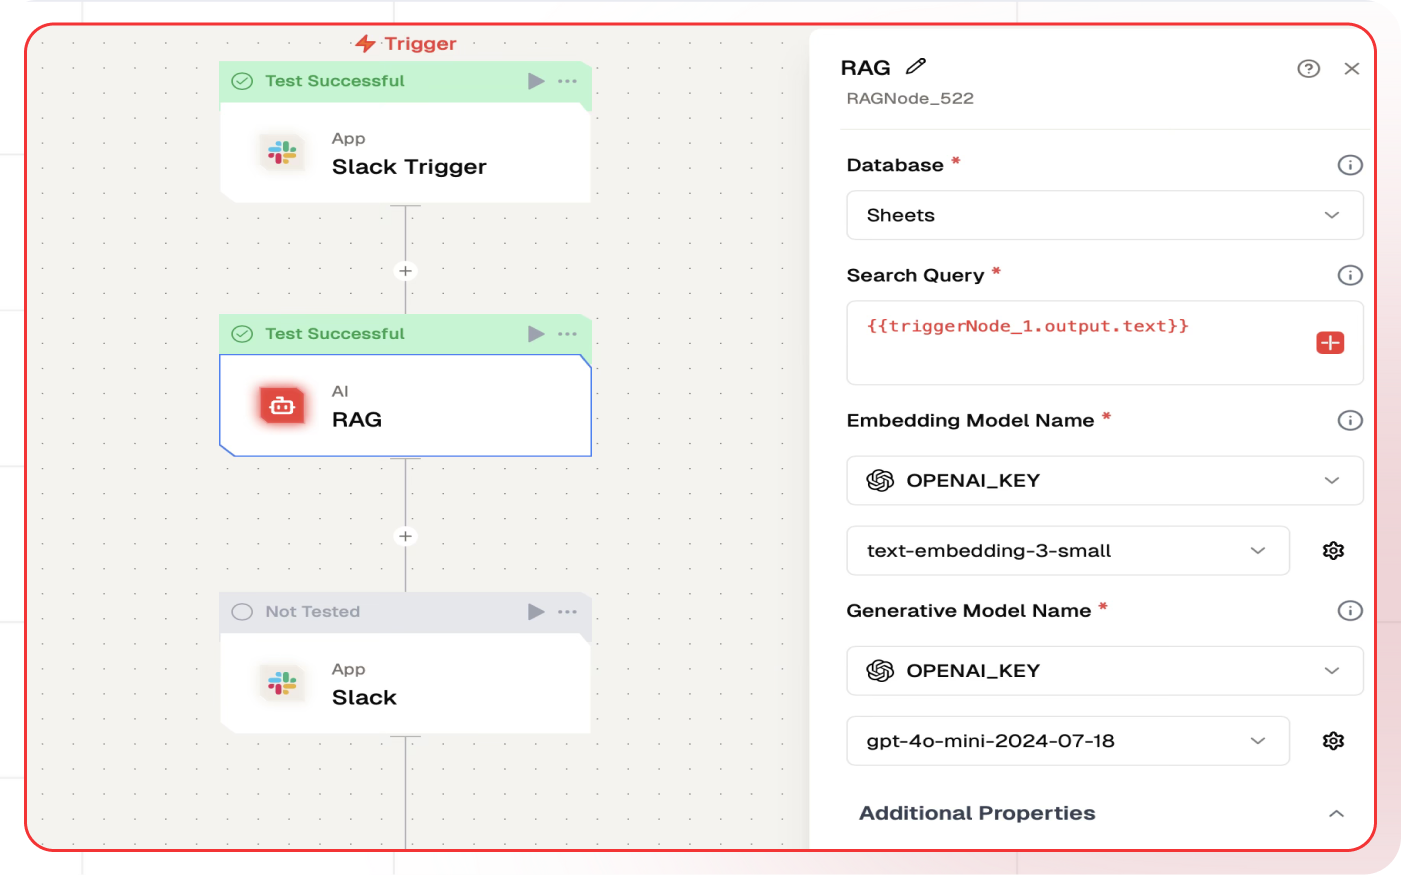 Trigger
Test Successful
App
Slack Trigger
Test Successful
AI
RAG
Not Tested
App
Slack
RAG
RAGNode_522
Database *
Sheets
Search Query *
{{triggerNode_1.output.text}}
Embedding Model Name *
OPENAI_KEY
text-embedding-3-small
Generative Model Name *
OPENAI_KEY
gpt-4o-mini-2024-07-18
Additional Properties